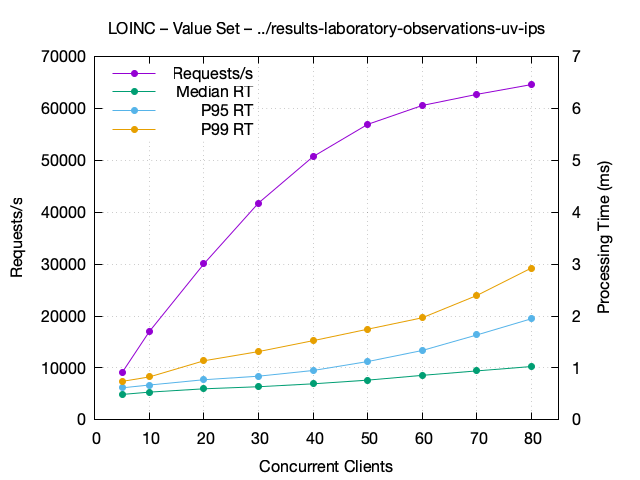 LOINC – Value Set – ../results-laboratory-observations-uv-ips
Requests/s
Median RT
P95 RT
P99 RT
70000
60000
50000
40000
30000
20000
10000
0
7
6
5
4
3
2
1
0
Requests/s
Processing Time (ms)
0 10 20 30 40 50 60 70 80
Concurrent Clients